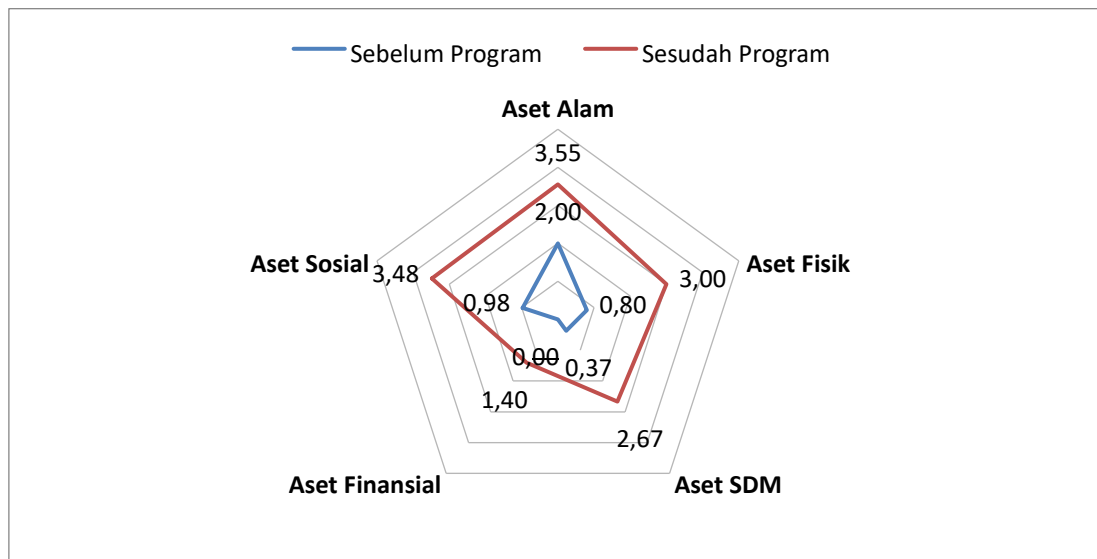 Sebelum Program Sesudah Program
Aset Alam
3,55
2,00
Aset Sosial
3,48
0,98
0,80
3,00
Aset Fisik
0,00
0,37
1,40
2,67
Aset Finansial
Aset SDM